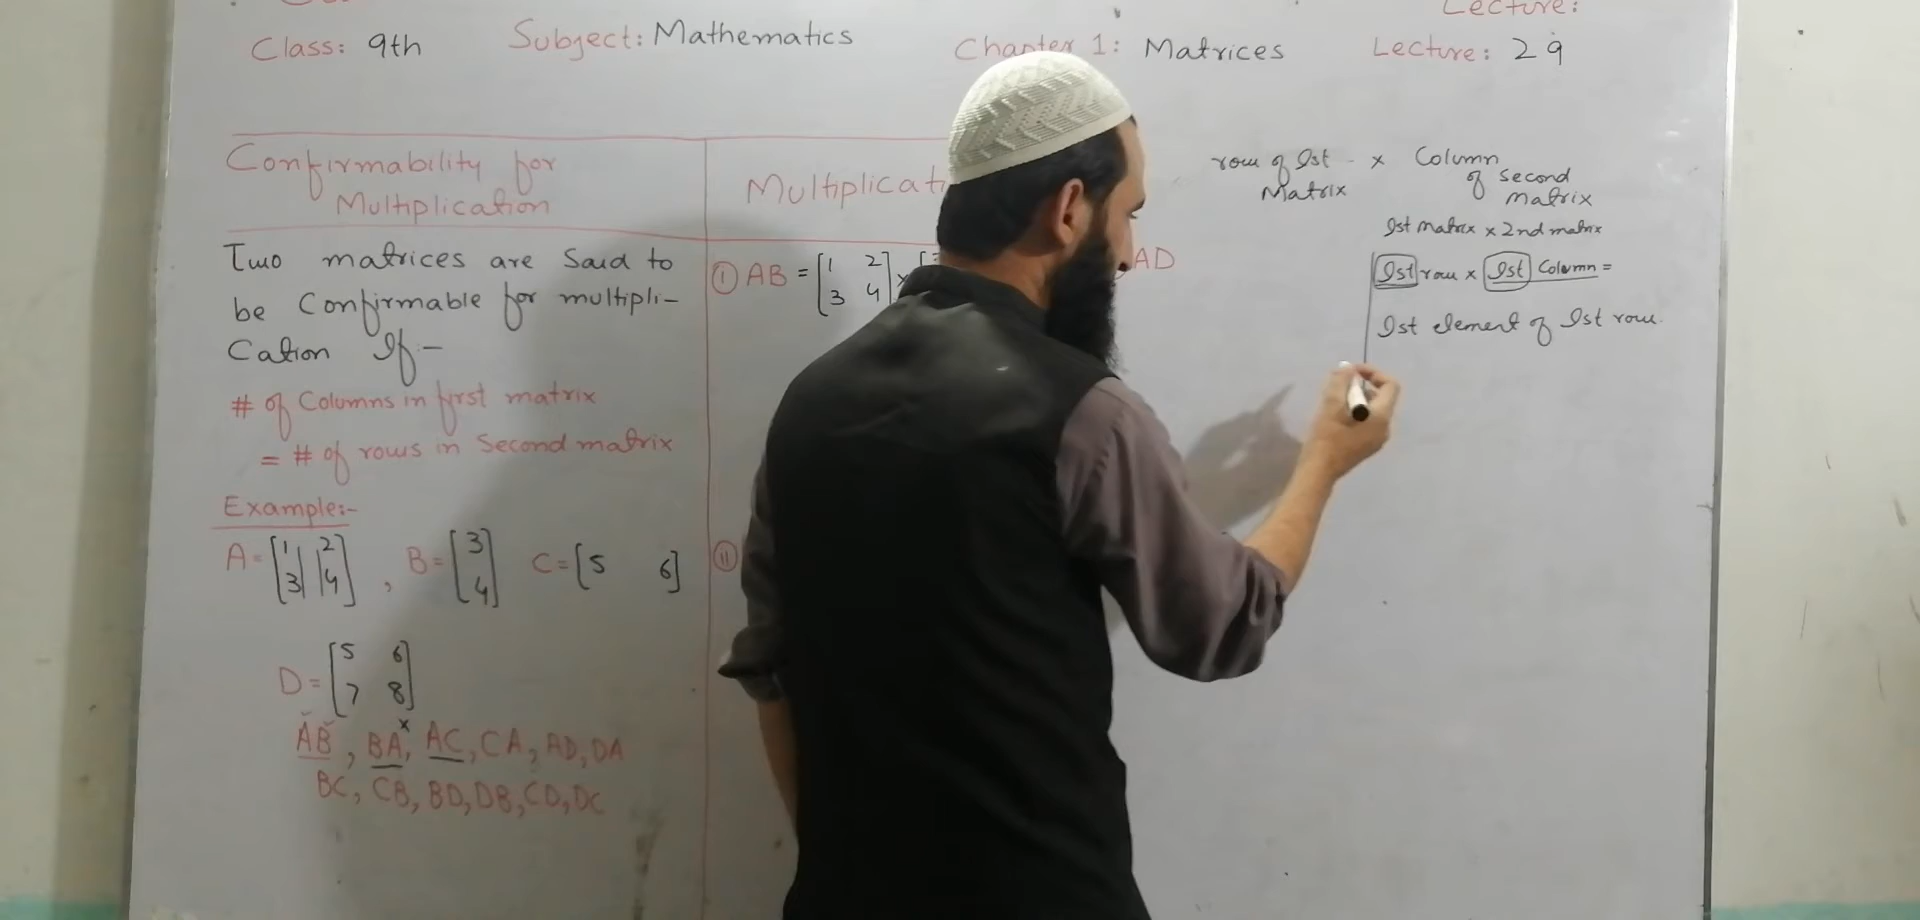 Lecture:
Class: 9th Subject: Mathematics Chapter 1: Matrices Lecture: 29
Confirmability for
Multiplication
Two matrices are Said to
be Confirmable for multipli-
Cation If:-
# of Columns in first matrix
= # of rows in Second matrix
Example:-
A = [1 2
3 4] , B = [3
4] C = [5 6]
D = [5 6
7 8]
AB, BA, AC, CA, AD, DA
BC, CB, BD, DB, CD, DC
(i) AB = [1 2
3 4] ×
AD
(ii)
row of Ist × Column
Matrix of Second
matrix
Ist matrix × 2nd matrix
Ist row × Ist Column =
Ist element of Ist row.